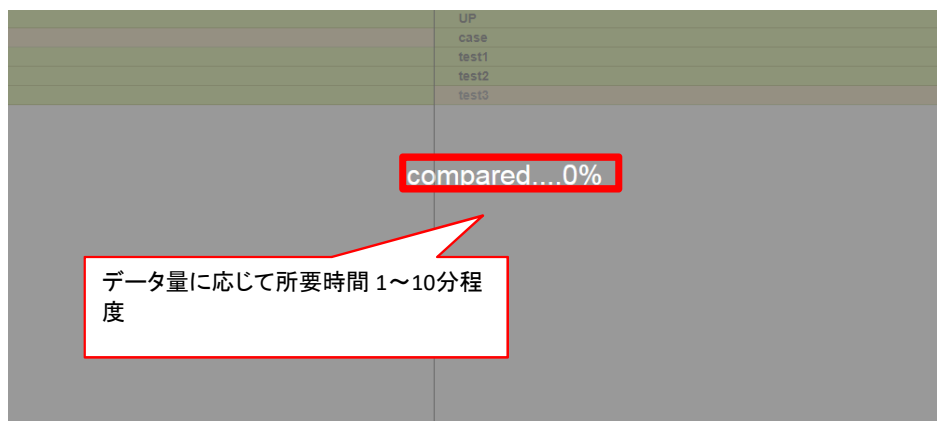 UP
case
test1
test2
test3
compared....0%
データ量に応じて所要時間 1～10分程
度